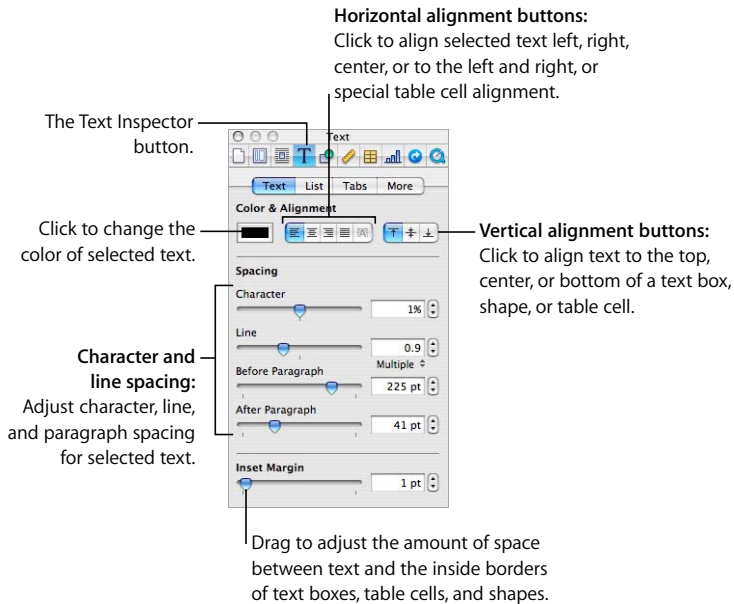 Horizontal alignment buttons:
Click to align selected text left, right,
center, or to the left and right, or
special table cell alignment.
The Text Inspector
button.
Text
T
Text List Tabs More
Color & Alignment
Click to change the
color of selected text.
Vertical alignment buttons:
Click to align text to the top,
center, or bottom of a text box,
shape, or table cell.
Spacing
Character
1%
Line
0.9
Multiple
Before Paragraph
225 pt
After Paragraph
41 pt
Character and
line spacing:
Adjust character, line,
and paragraph spacing
for selected text.
Inset Margin
1 pt
Drag to adjust the amount of space
between text and the inside borders
of text boxes, table cells, and shapes.